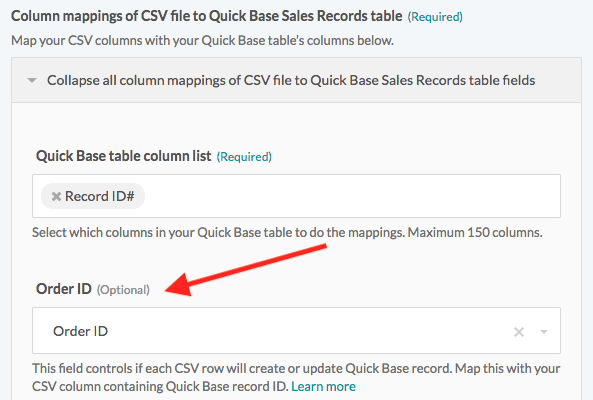 Column mappings of CSV file to Quick Base Sales Records table (Required)
Map your CSV columns with your Quick Base table's columns below.
Collapse all column mappings of CSV file to Quick Base Sales Records table fields
Quick Base table column list (Required)
Record ID#
Select which columns in your Quick Base table to do the mappings. Maximum 150 columns.
Order ID (Optional)
Order ID
This field controls if each CSV row will create or update Quick Base record. Map this with your
CSV column containing Quick Base record ID. Learn more